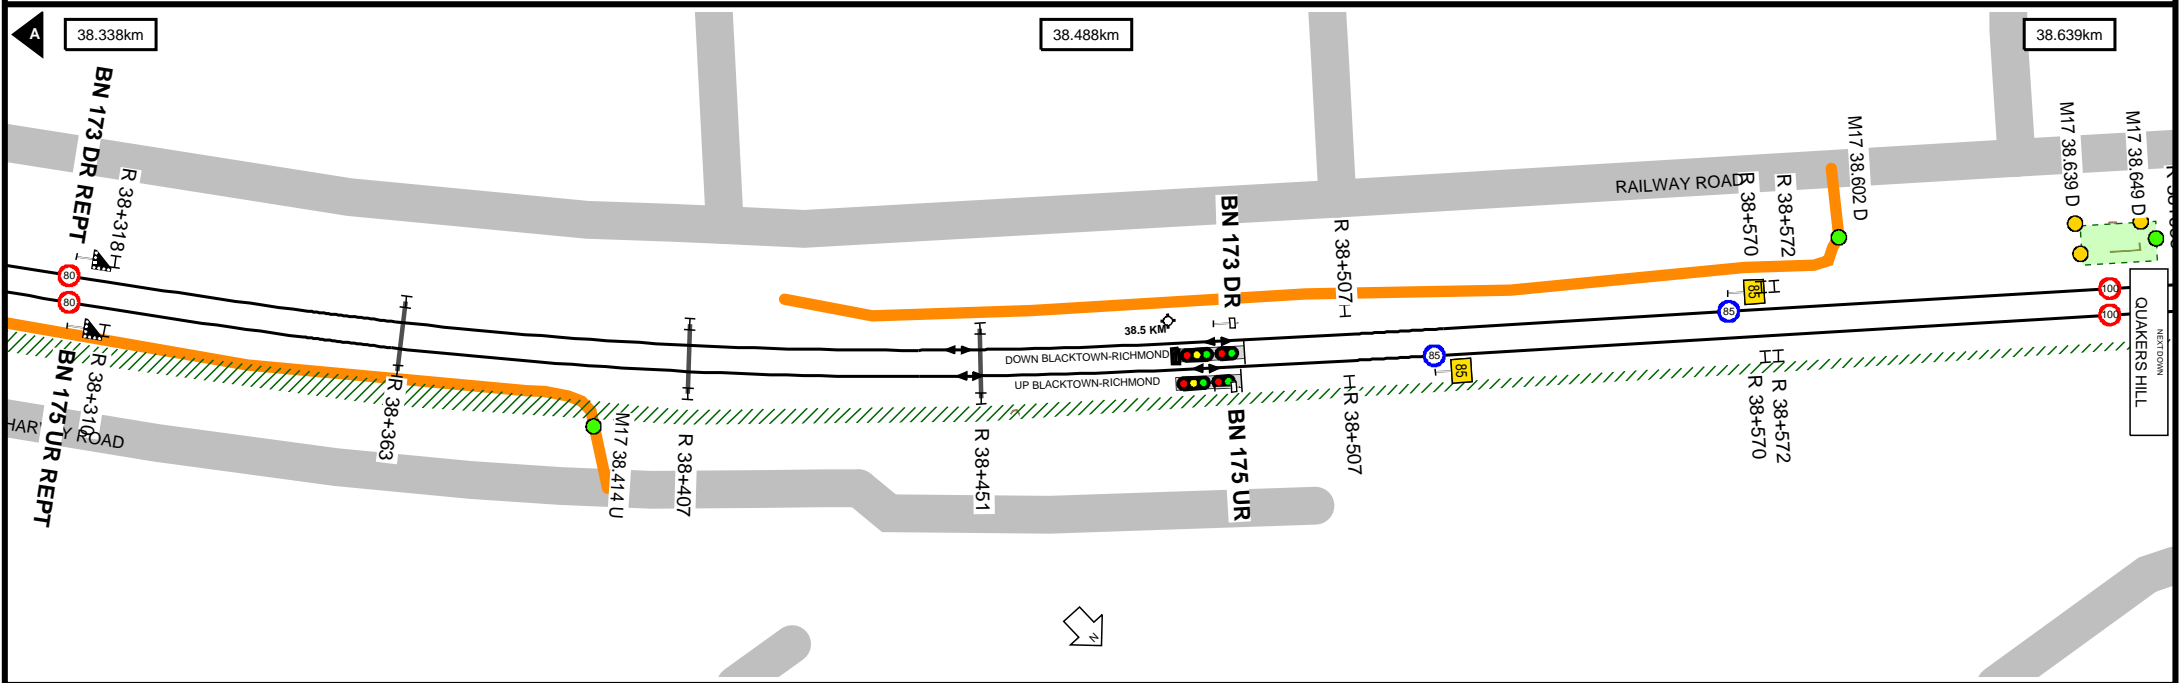 A
38.338km
38.488km
38.639km
BN 173 DR REPT
R 38+318
80
80
BN 175 UR REPT
R 38+310
ROAD
R 38+363
M17 38.414 U
R 38+407
R 38+451
DOWN BLACKTOWN-RICHMOND
UP BLACKTOWN-RICHMOND
38.5 KM
BN 173 DR
BN 175 UR
R 38+507
R 38+507
85
85
85
85
RAILWAY ROAD
R 38+570
R 38+572
R 38+570
R 38+572
M17 38.602 D
M17 38.639 D
M17 38.649 D
100
100
NEXT DOWN
QUAKERS HILL
N